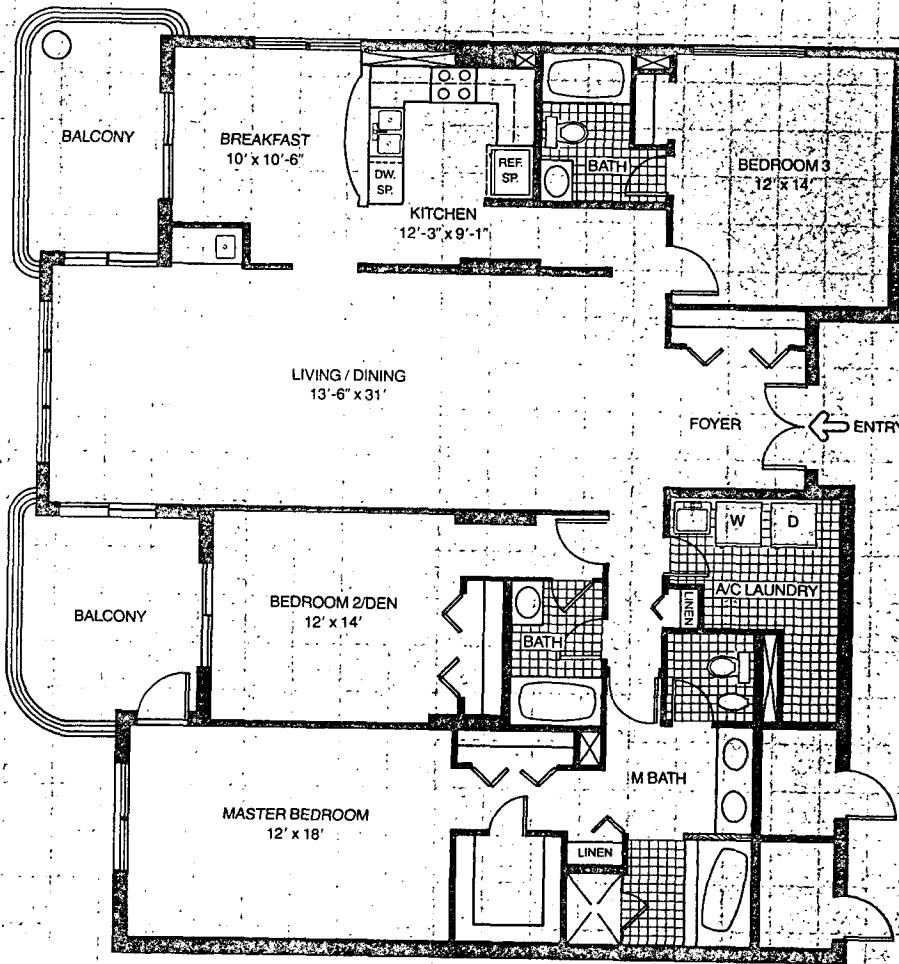 BALCONY
BREAKFAST
10' x 10'-6"
DW.
SP.
REF.
SP.
KITCHEN
12'-3" x 9'-1"
BATH
BEDROOM 3
12' x 14'
LIVING / DINING
13'-6" x 31'
FOYER
ENTRY
W
D
A/C LAUNDRY
LINEN
BALCONY
BEDROOM 2/DEN
12' x 14'
BATH
M BATH
MASTER BEDROOM
12' x 18'
LINEN